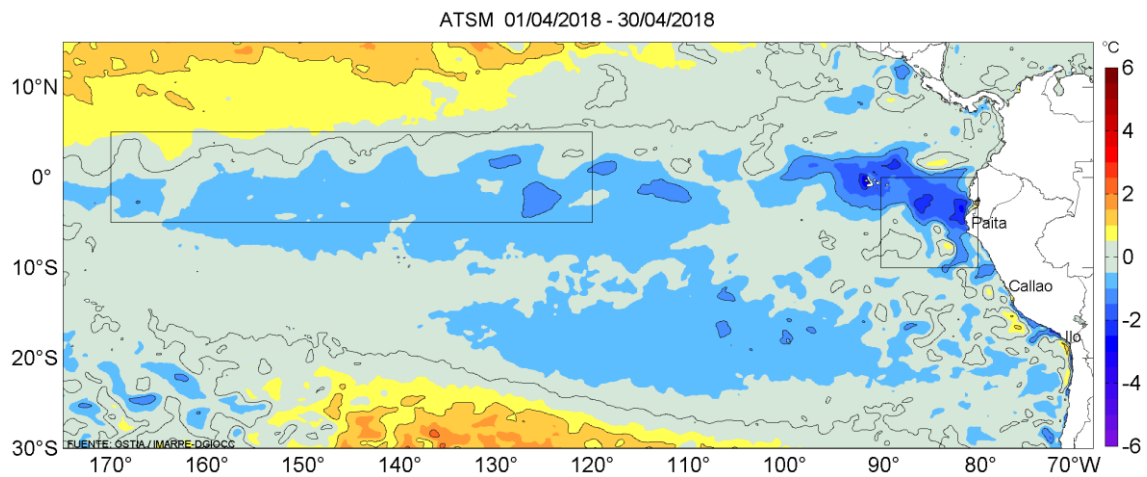 ATSM 01/04/2018 - 30/04/2018
°C
6
4
2
0
-2
-4
-6
10°N
0°
10°S
20°S
30°S
Paita
Callao
Ilo
FUENTE: OSTIA / IMARPE-DGIOCC
170° 160° 150° 140° 130° 120° 110° 100° 90° 80° 70°W